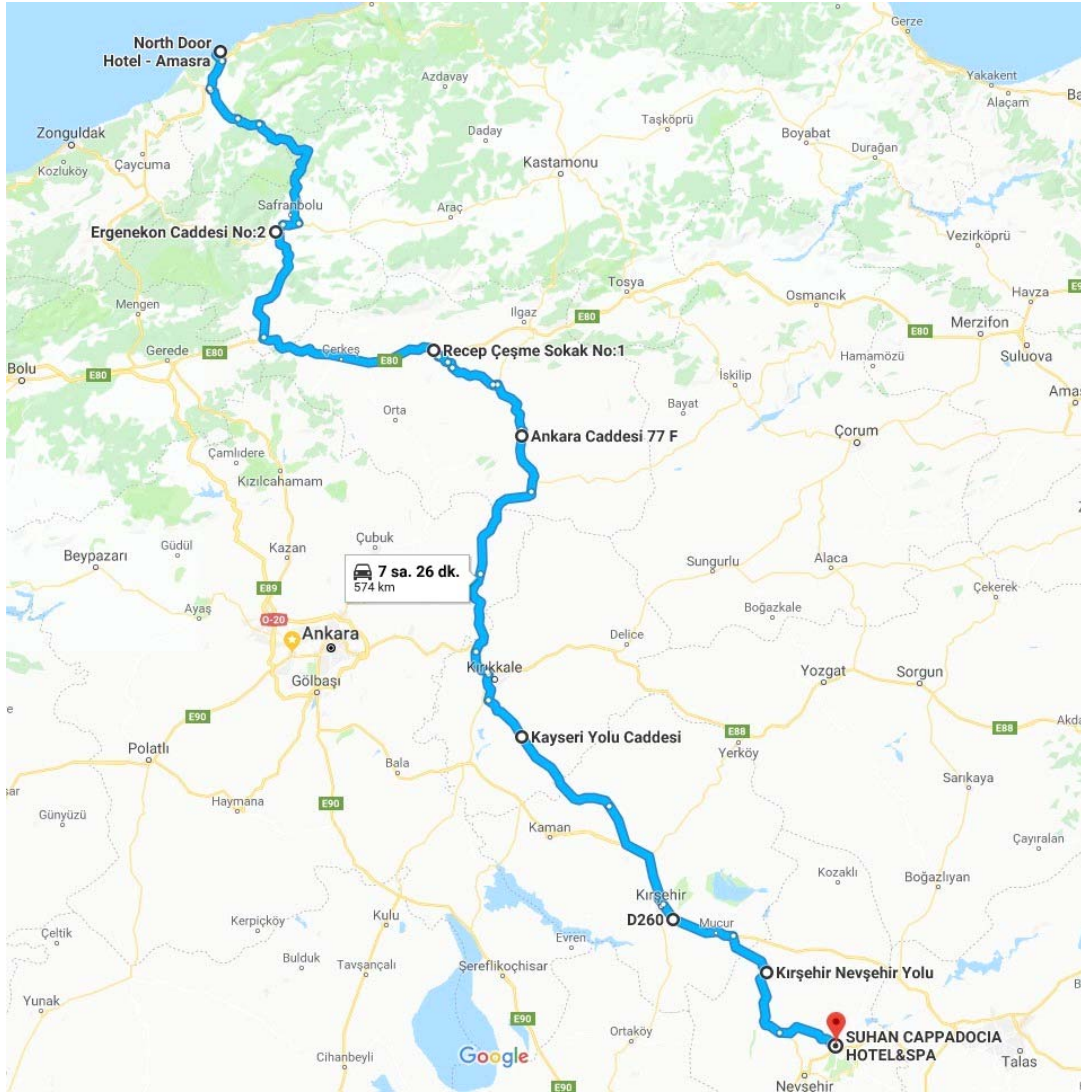 Gerze
North Door
Hotel - Amasra
Azdavay
Yakakent
Ba
Alaçam
Taşköprü
Zonguldak
Daday
Boyabat
Durağan
Kozluköy
Çaycuma
Kastamonu
Safranbolu
Araç
Ergenekon Caddesi No:2
Vezirköprü
Tosya
E80
Mengen
Ilgaz
Osmancık
Havza
Merzifon
Gerede
E80
Çerkeş
E80
Recep Çeşme Sokak No:1
Hamamözü
Suluova
Bolu
E80
İskilip
Amas
Orta
Bayat
Ankara Caddesi 77 F
Çorum
Çamlıdere
Kızılcahamam
Beypazarı
Güdül
Kazan
Çubuk
Sungurlu
Alaca
7 sa. 26 dk.
574 km
Çekerek
E89
Ayaş
Boğazkale
O-20
Ankara
Delice
Kırıkkale
Yozgat
Sorgun
Gölbaşı
E90
E88
Akda
Kayseri Yolu Caddesi
Polatlı
Yerköy
Bala
sar
Sarıkaya
E90
Haymana
Günyüzü
Kaman
Çayıralan
Kozaklı
Boğazlıyan
Kırşehir
D260
Mucur
Kulu
Kerpiçköy
Çeltik
Evren
Bulduk
Tavşançalı
Şereflikoçhisar
Kırşehir Nevşehir Yolu
Yunak
E90
Ortaköy
SUHAN CAPPADOCIA
HOTEL&SPA
Google
Cihanbeyli
Talas
Nevşehir